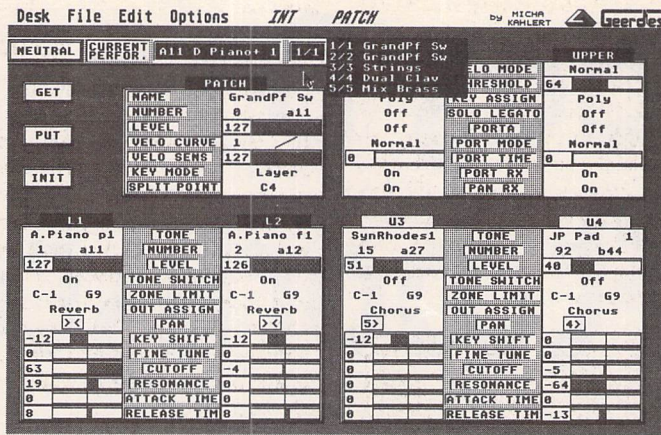 Desk File Edit Options INT PATCH by MICHA KAHLERT Geerdes
NEUTRAL CURRENT PERFOR. A11 D Piano+ 1 1/1
1/1 GrandPf Sw
2/2 GrandPf Sw
3/3 Strings
4/4 Dual Clav
5/5 Mix Brass
UPPER
VELO MODE Normal
THRESHOLD 64
Poly KEY ASSIGN Poly
Off SOLO LEGATO Off
Off PORTA Off
Normal PORT MODE Normal
0 PORT TIME 0
On PORT RX On
On PAN RX On
GET
PUT
INIT
PATCH
NAME GrandPf Sw
NUMBER 0 a11
LEVEL 127
VELO CURVE 1
VELO SENS 127
KEY MODE Layer
SPLIT POINT C4
L1 L2
A.Piano p1 TONE A.Piano f1
1 a11 NUMBER 2 a12
127 LEVEL 126
On TONE SWITCH On
C-1 G9 ZONE LIMIT C-1 G9
Reverb OUT ASSIGN Reverb
>< PAN ><
-12 KEY SHIFT -12
0 FINE TUNE 0
63 CUTOFF -4
19 RESONANCE 0
0 ATTACK TIME 0
8 RELEASE TIM 8
U3 U4
SynRhodes1 TONE JP Pad 1
15 a27 NUMBER 92 b44
51 LEVEL 40
Off TONE SWITCH Off
C-1 G9 ZONE LIMIT C-1 G9
Chorus OUT ASSIGN Chorus
5> PAN 4>
-12 KEY SHIFT 0
0 FINE TUNE 0
0 CUTOFF -5
0 RESONANCE -64
0 ATTACK TIME 0
0 RELEASE TIM -13